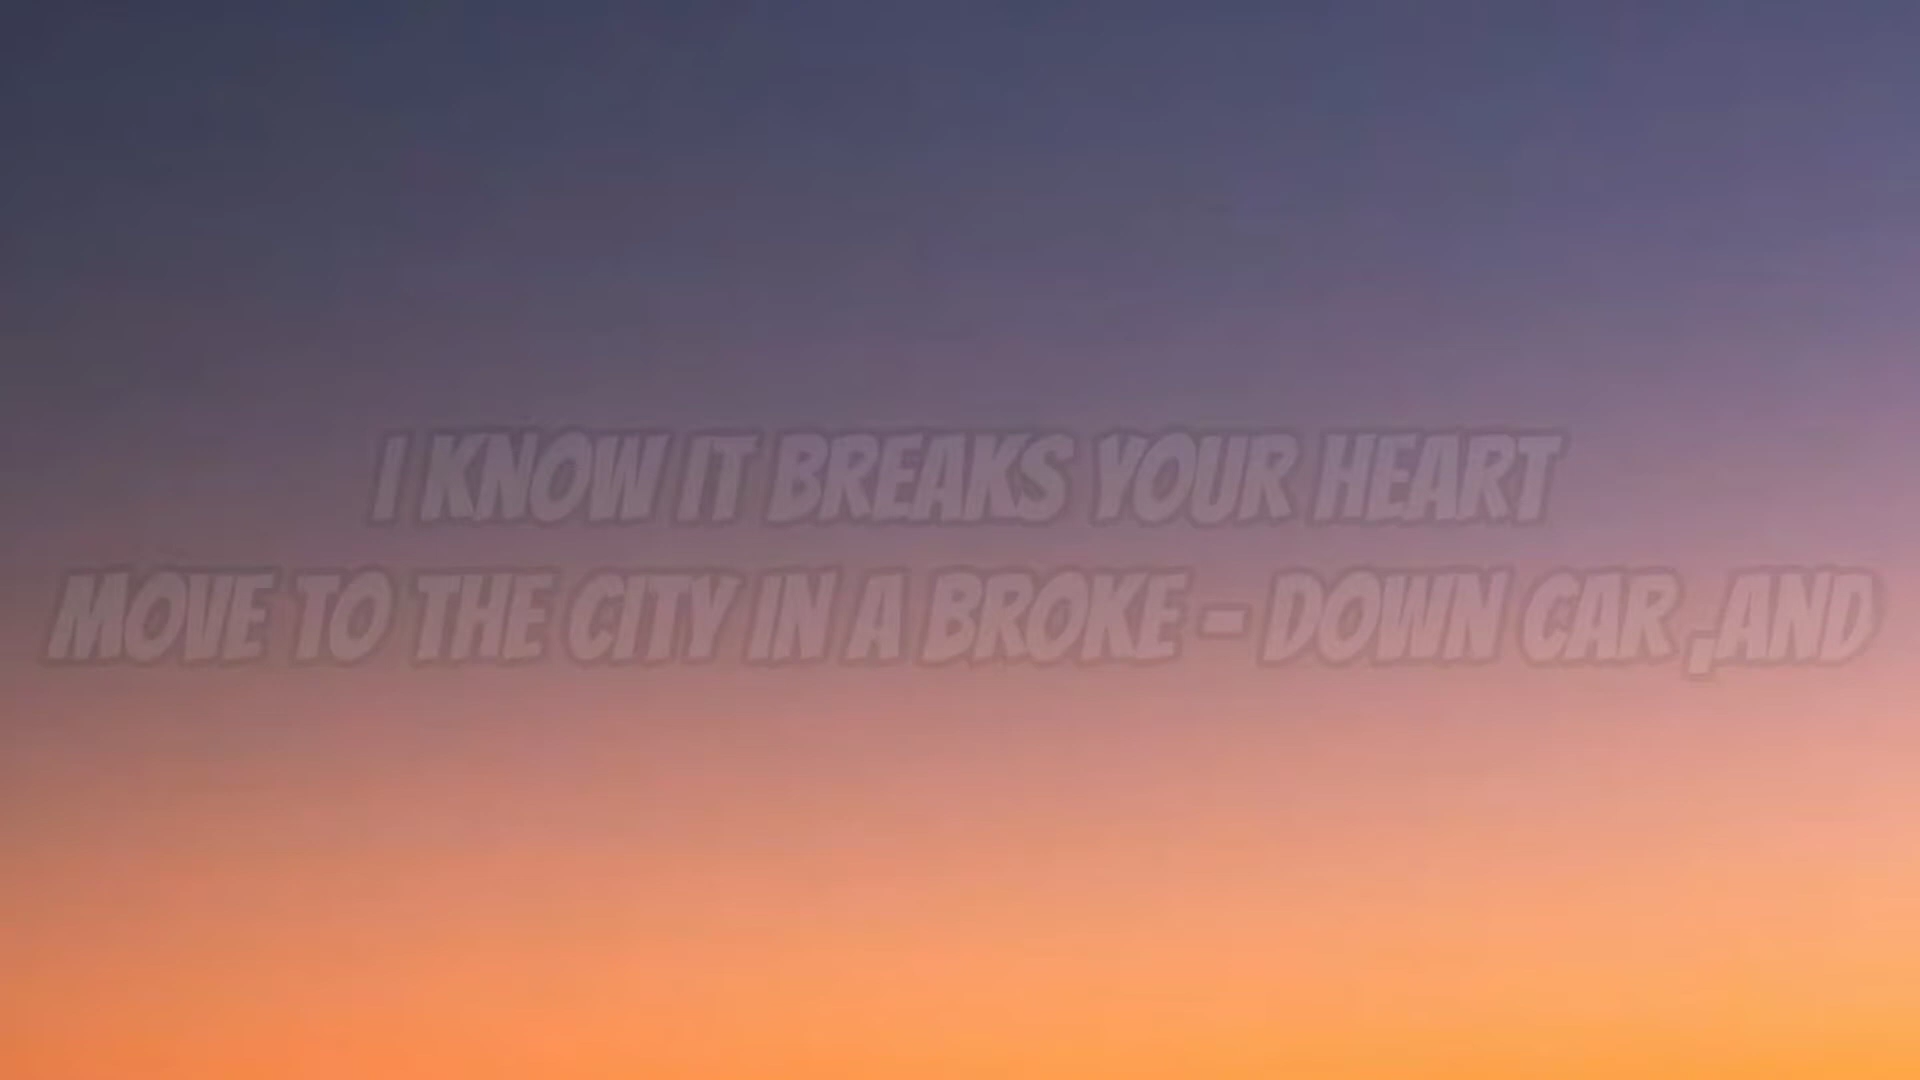 I KNOW IT BREAKS YOUR HEART
MOVE TO THE CITY IN A BROKE - DOWN CAR ,AND